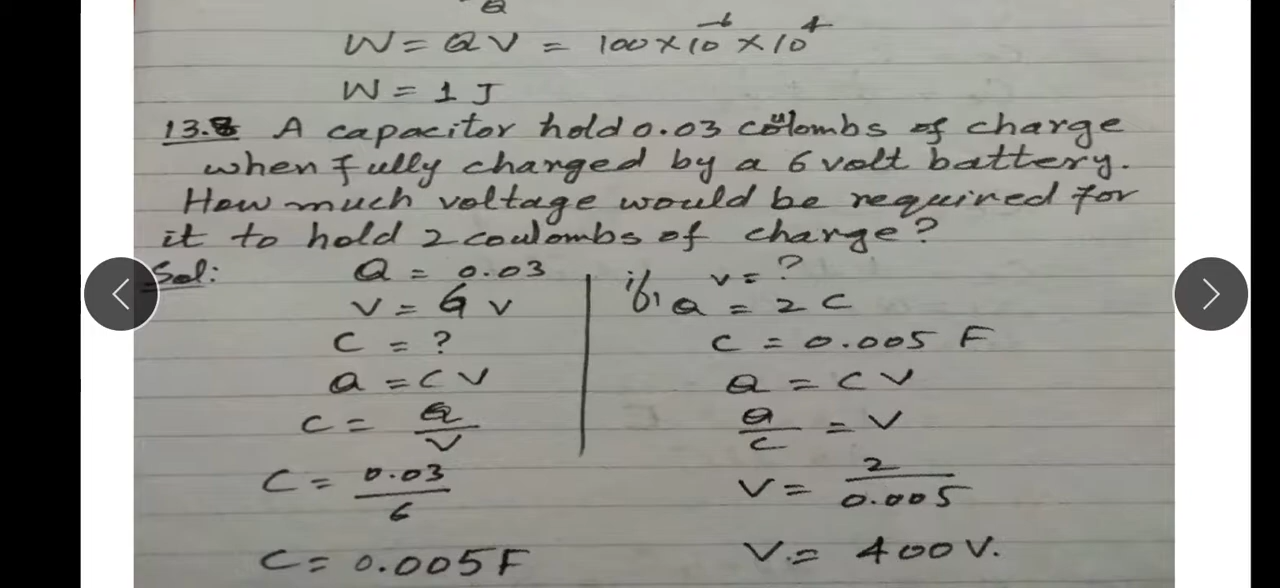 Q
W = QV = 100 × 10⁻⁶ × 10⁴
W = 1 J
13.8 A capacitor hold 0.03 coulombs of charge
when fully charged by a 6 volt battery.
How much voltage would be required for
it to hold 2 coulombs of charge?
Sol:
Q = 0.03
V = 6 V
C = ?
Q = CV
C = Q/V
C = 0.03/6
C = 0.005F
if, V = ?
Q = 2 C
C = 0.005 F
Q = CV
Q/C = V
V = 2/0.005
V = 400V.